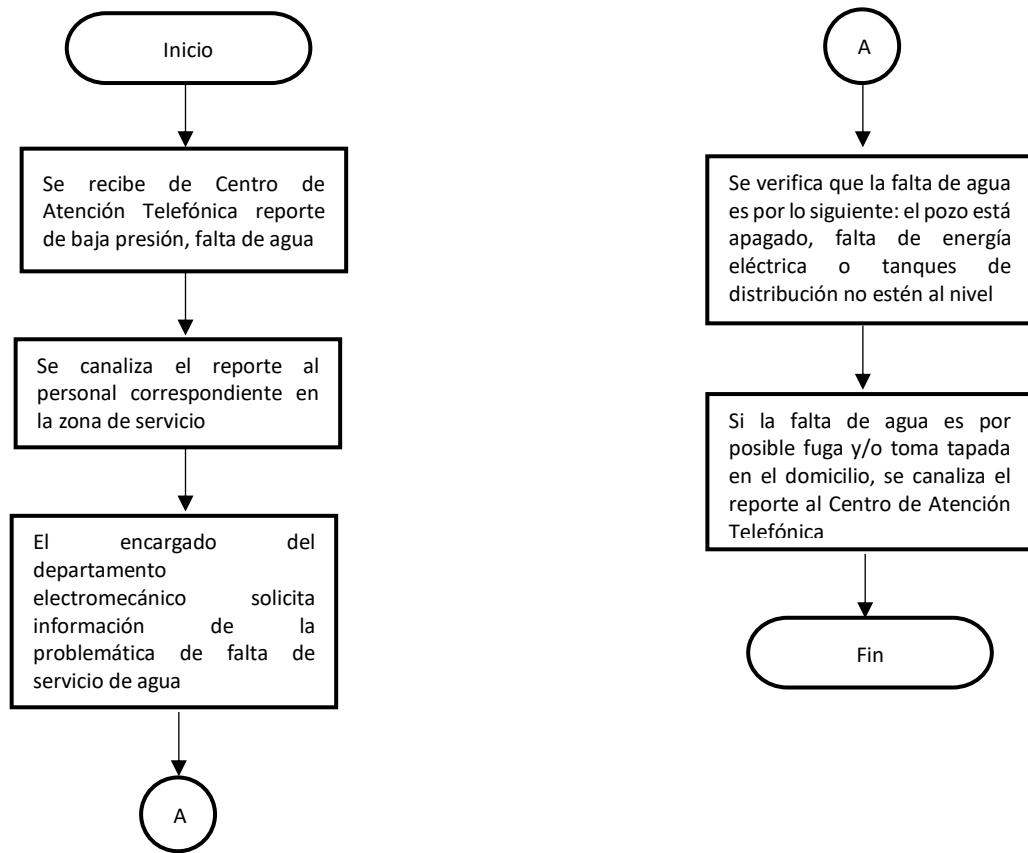 Inicio
Se recibe de Centro de
Atención Telefónica reporte
de baja presión, falta de agua
Se canaliza el reporte al
personal correspondiente en
la zona de servicio
El encargado del
departamento
electromecánico solicita
información de la
problemática de falta de
servicio de agua
A
A
Se verifica que la falta de agua
es por lo siguiente: el pozo está
apagado, falta de energía
eléctrica o tanques de
distribución no estén al nivel
Si la falta de agua es por
posible fuga y/o toma tapada
en el domicilio, se canaliza el
reporte al Centro de Atención
Telefónica
Fin